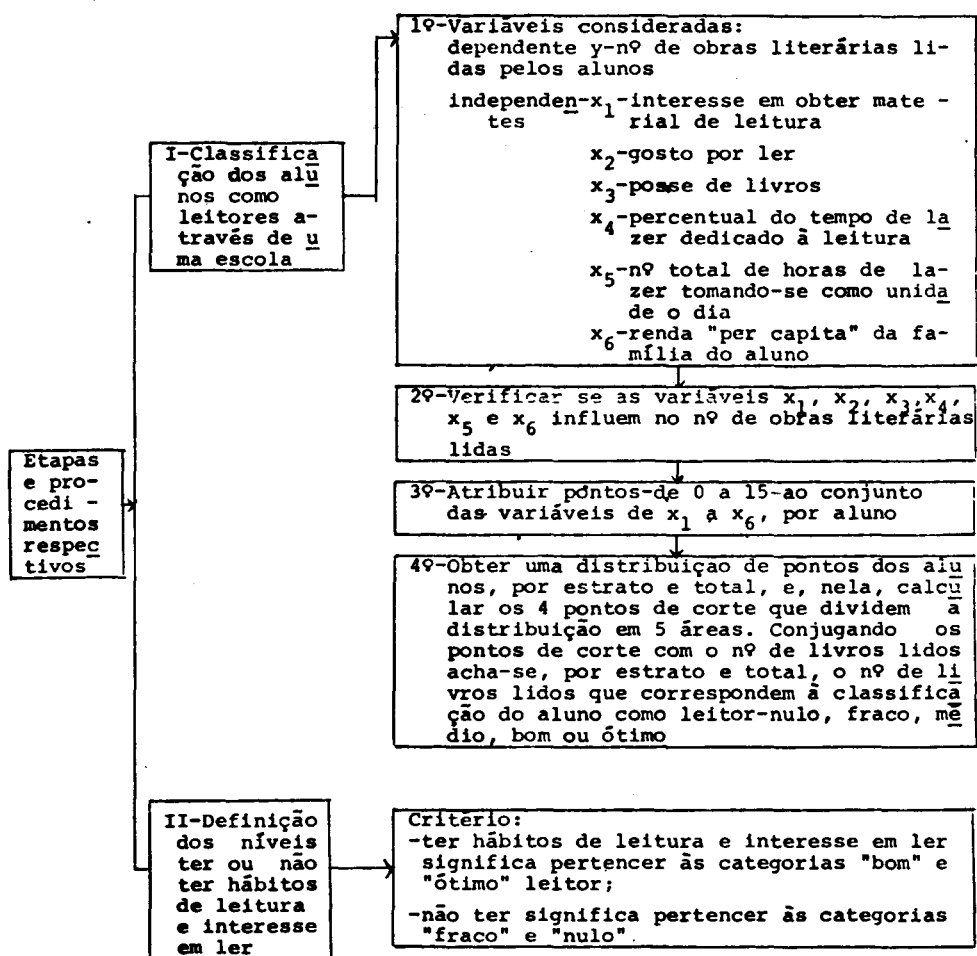 Etapas
e pro-
cedi -
mentos
respec
tivos
I-Classifica
ção dos alu
nos como
leitores a-
través de u
ma escola
1º-Variáveis consideradas:
dependente y-nº de obras literárias li-
das pelos alunos
independen-x1-interesse em obter mate -
tes rial de leitura
x2-gosto por ler
x3-posse de livros
x4-percentual do tempo de la
zer dedicado à leitura
x5-nº total de horas de la-
zer tomando-se como unida
de o dia
x6-renda "per capita" da fa-
mília do aluno
2º-Verificar se as variáveis x1, x2, x3,x4,
x5 e x6 influem no nº de obras literárias
lidas
3º-Atribuir pontos-de 0 a 15-ao conjunto
das variáveis de x1 a x6, por aluno
4º-Obter uma distribuição de pontos dos alu
nos, por estrato e total, e, nela, calcu
lar os 4 pontos de corte que dividem a
distribuição em 5 áreas. Conjugando os
pontos de corte com o nº de livros lidos
acha-se, por estrato e total, o nº de li
vros lidos que correspondem à classifica
ção do aluno como leitor-nulo, fraco, mé
dio, bom ou ótimo
II-Definição
dos níveis
ter ou não
ter hábitos
de leitura
e interesse
em ler
Critério:
-ter hábitos de leitura e interesse em ler
significa pertencer às categorias "bom" e
"ótimo" leitor;
-não ter significa pertencer às categorias
"fraco" e "nulo".